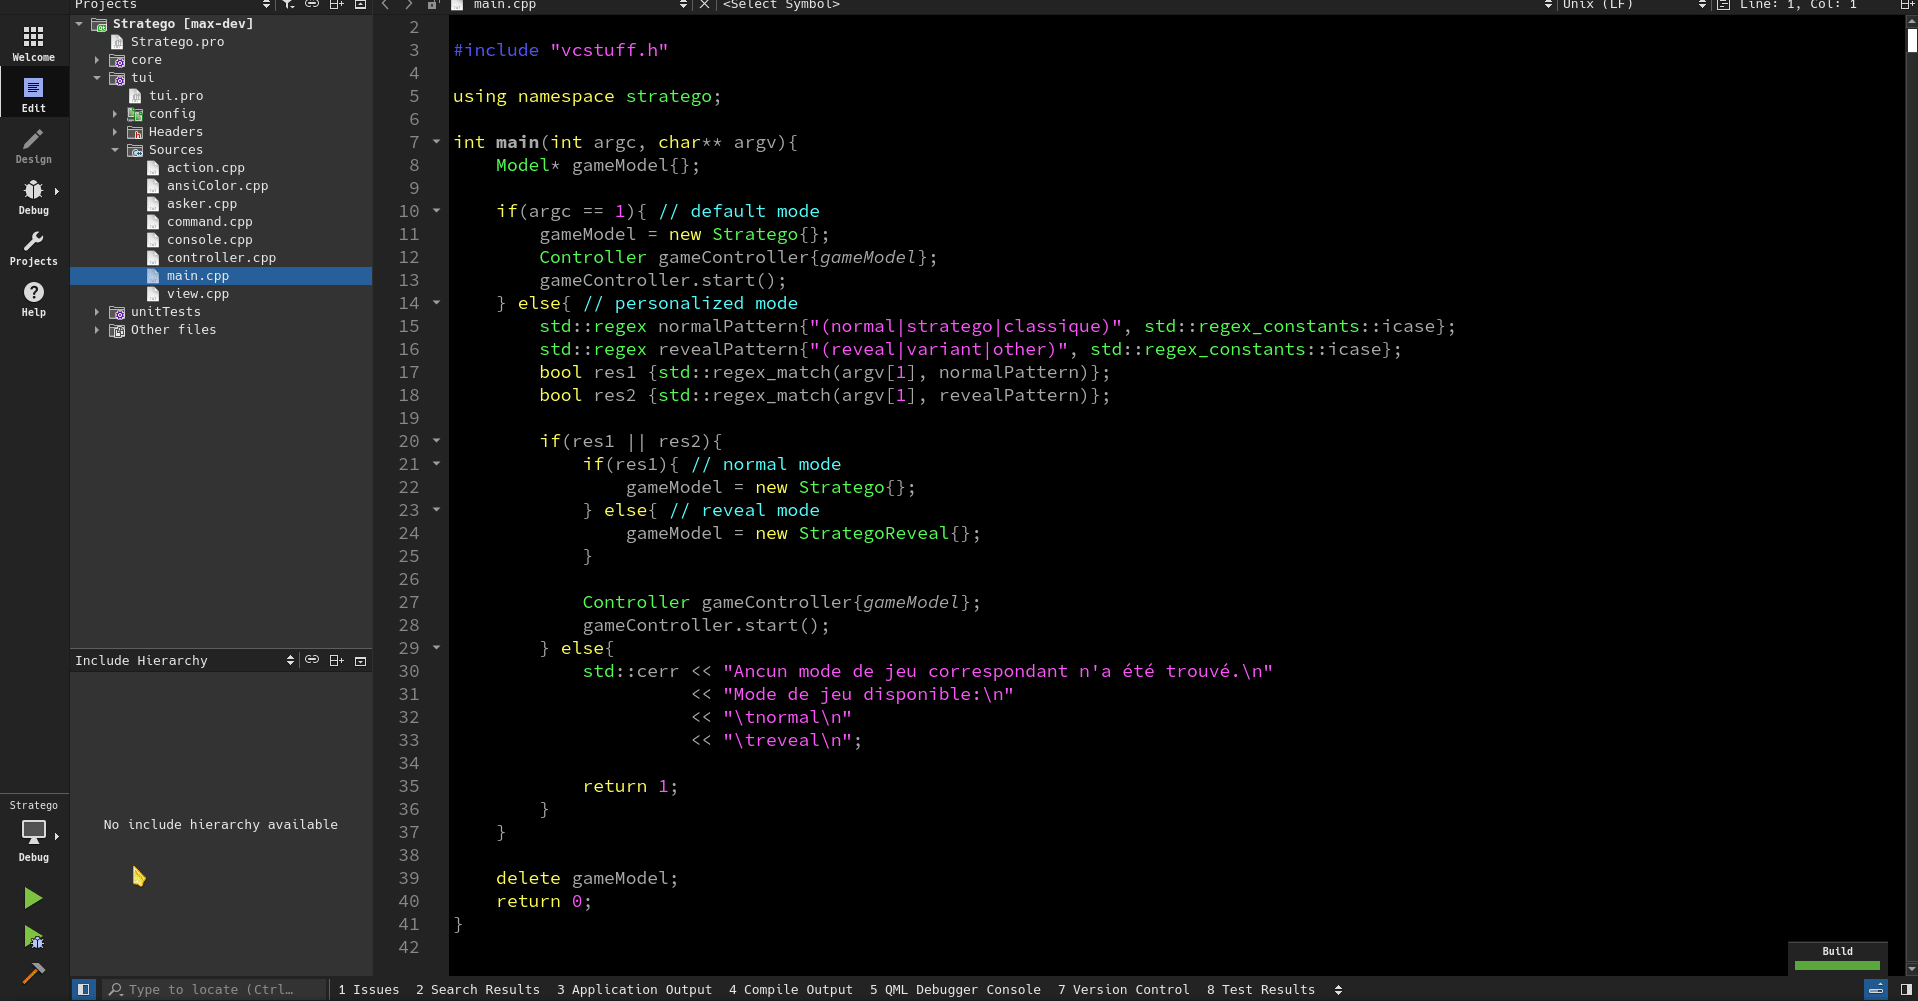 Projects
main.cpp
<Select Symbol>
Unix (LF)
Line: 1, Col: 1
Welcome
Edit
Design
Debug
Projects
Help
Stratego [max-dev]
Stratego.pro
core
tui
tui.pro
config
Headers
Sources
action.cpp
ansiColor.cpp
asker.cpp
command.cpp
console.cpp
controller.cpp
main.cpp
view.cpp
unitTests
Other files
Include Hierarchy
No include hierarchy available
Stratego
Debug
2
3 #include "vcstuff.h"
4
5 using namespace stratego;
6
7 int main(int argc, char** argv){
8     Model* gameModel{};
9
10     if(argc == 1){ // default mode
11         gameModel = new Stratego{};
12         Controller gameController{gameModel};
13         gameController.start();
14     } else{ // personalized mode
15         std::regex normalPattern{"(normal|stratego|classique)", std::regex_constants::icase};
16         std::regex revealPattern{"(reveal|variant|other)", std::regex_constants::icase};
17         bool res1 {std::regex_match(argv[1], normalPattern)};
18         bool res2 {std::regex_match(argv[1], revealPattern)};
19
20         if(res1 || res2){
21             if(res1){ // normal mode
22                 gameModel = new Stratego{};
23             } else{ // reveal mode
24                 gameModel = new StrategoReveal{};
25             }
26
27             Controller gameController{gameModel};
28             gameController.start();
29         } else{
30             std::cerr << "Ancun mode de jeu correspondant n'a été trouvé.\n"
31                       << "Mode de jeu disponible:\n"
32                       << "\tnormal\n"
33                       << "\treveal\n";
34
35             return 1;
36         }
37     }
38
39     delete gameModel;
40     return 0;
41 }
42
Build
Type to locate (Ctrl…
1 Issues
2 Search Results
3 Application Output
4 Compile Output
5 QML Debugger Console
7 Version Control
8 Test Results